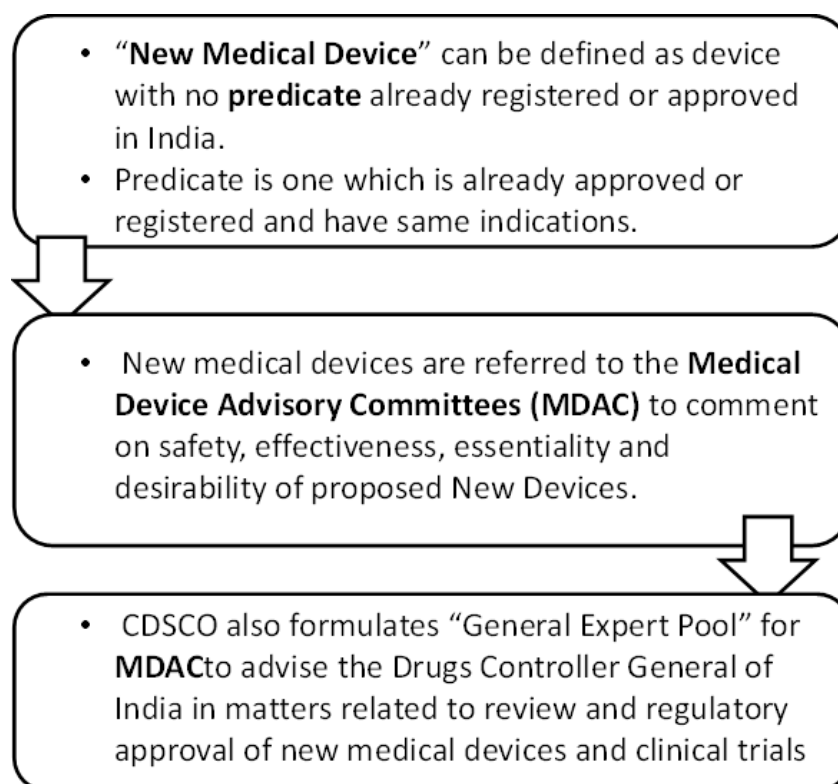 • “New Medical Device” can be defined as device
with no predicate already registered or approved
in India.
• Predicate is one which is already approved or
registered and have same indications.
• New medical devices are referred to the Medical
Device Advisory Committees (MDAC) to comment
on safety, effectiveness, essentiality and
desirability of proposed New Devices.
• CDSCO also formulates “General Expert Pool” for
MDACto advise the Drugs Controller General of
India in matters related to review and regulatory
approval of new medical devices and clinical trials